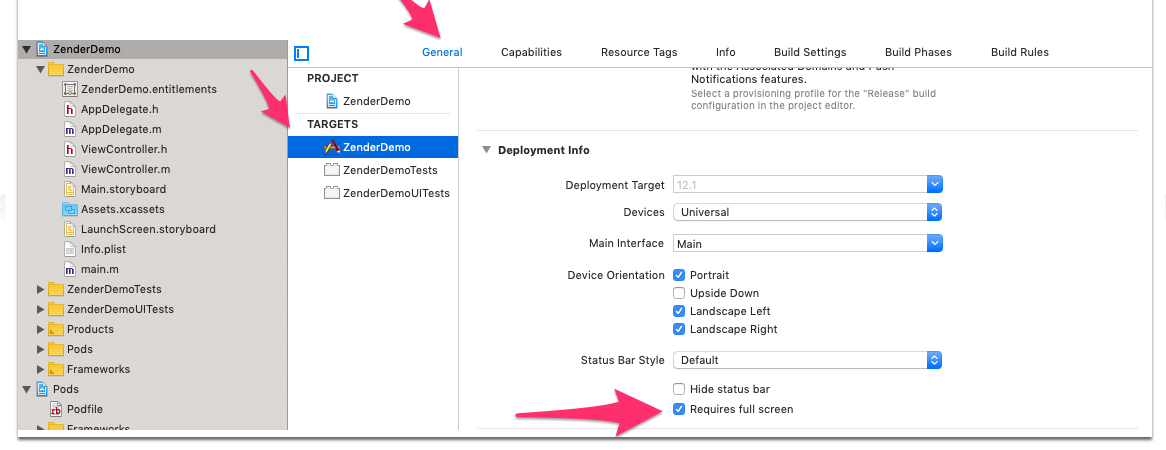 ZenderDemo
ZenderDemo
ZenderDemo.entitlements
h AppDelegate.h
m AppDelegate.m
h ViewController.h
m ViewController.m
Main.storyboard
Assets.xcassets
LaunchScreen.storyboard
Info.plist
m main.m
ZenderDemoTests
ZenderDemoUITests
Products
Pods
Frameworks
Pods
rb Podfile
Frameworks
General Capabilities Resource Tags Info Build Settings Build Phases Build Rules
PROJECT
ZenderDemo
TARGETS
ZenderDemo
ZenderDemoTests
ZenderDemoUITests
with the Associated Domains and Push
Notifications features.
Select a provisioning profile for the "Release" build
configuration in the project editor.
Deployment Info
Deployment Target 12.1
Devices Universal
Main Interface Main
Device Orientation Portrait
Upside Down
Landscape Left
Landscape Right
Status Bar Style Default
Hide status bar
Requires full screen